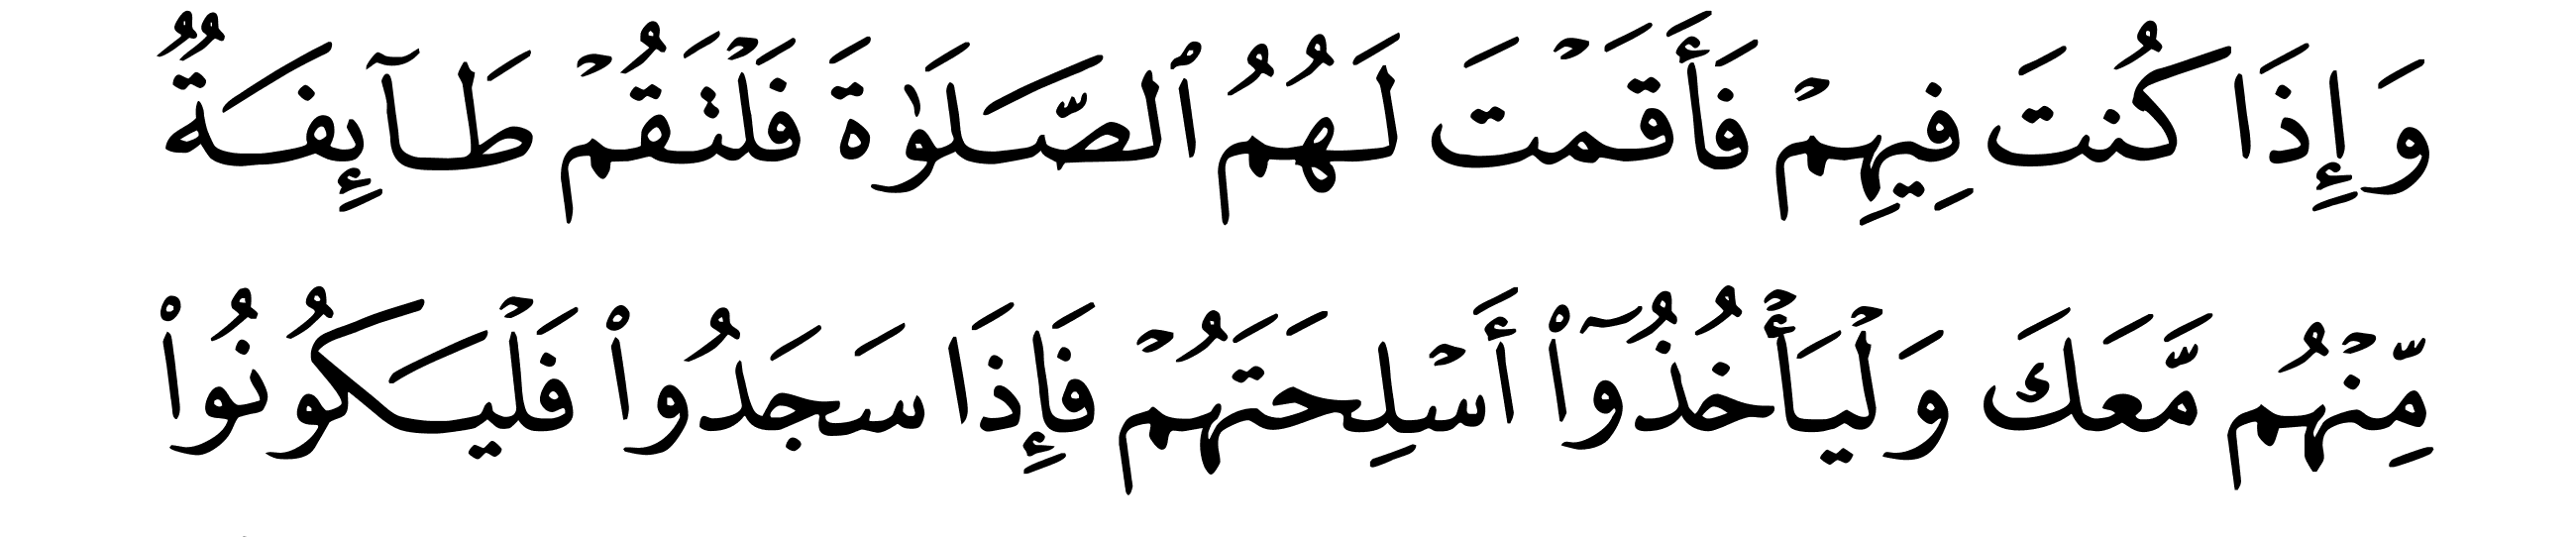 وَإِذَا كُنتَ فِيهِمۡ فَأَقَمۡتَ لَهُمُ ٱلصَّلَوٰةَ فَلۡتَقُمۡ طَآئِفَةٞ
مِّنۡهُم مَّعَكَ وَلۡيَأۡخُذُوٓاْ أَسۡلِحَتَهُمۡ فَإِذَا سَجَدُواْ فَلۡيَكُونُواْ